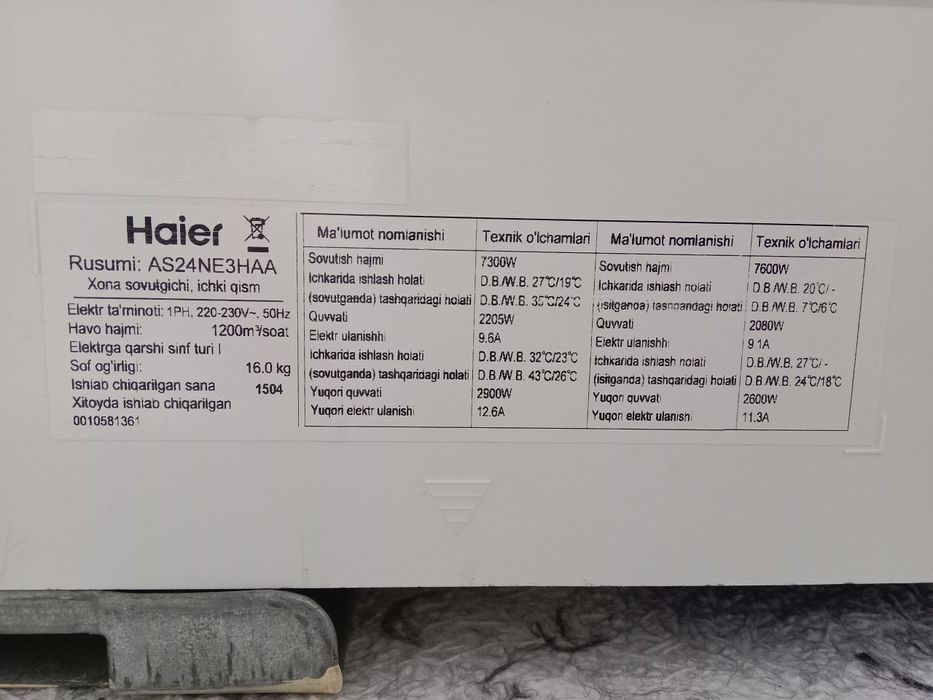 Haier
Rusumi: AS24NE3HAA
Xona sovutgichi, ichki qism
Elektr ta'minoti: 1PH, 220-230V~, 50Hz
Havo hajmi: 1200m³/soat
Elektrga qarshi sinf turi I
Sof og'irligi: 16.0 kg
Ishlab chiqarilgan sana 1504
Xitoyda ishlab chiqarilgan
0010581361
Ma'lumot nomlanishi Texnik o'lchamlari Ma'lumot nomlanishi Texnik o'lchamlari
Sovutish hajmi 7300W Sovutish hajmi 7600W
Ichkarida ishlash holati D.B./W.B. 27℃/19℃ Ichkarida ishlash holati D.B./W.B. 20℃/-
(sovutganda) tashqaridagi holati D.B./W.B. 35℃/24℃ (isitganda) tashqaridagi holati D.B./W.B. 7℃/6℃
Quvvati 2205W Quvvati 2080W
Elektr ulanishi 9.6A Elektr ulanishi 9.1A
Ichkarida ishlash holati D.B./W.B. 32℃/23℃ Ichkarida ishlash holati D.B./W.B. 27℃/-
(sovutganda) tashqaridagi holati D.B./W.B. 43℃/26℃ (isitganda) tashqaridagi holati D.B./W.B. 24℃/18℃
Yuqori quvvati 2900W Yuqori quvvati 2600W
Yuqori elektr ulanishi 12.6A Yuqori elektr ulanishi 11.3A